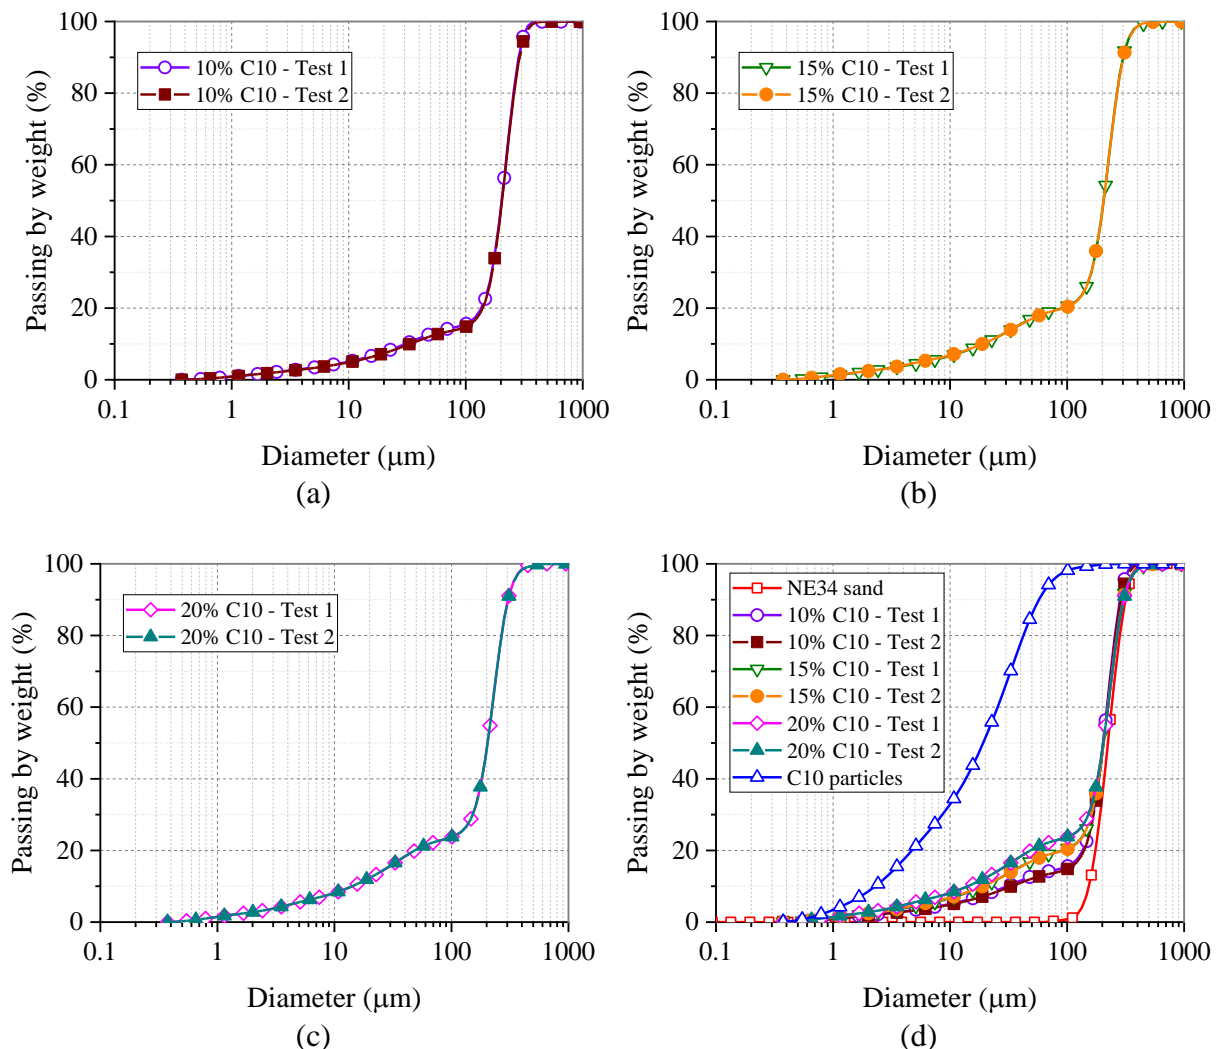 Passing by weight (%)
100
80
60
40
20
0
10% C10 - Test 1
10% C10 - Test 2
0.1
1
10
100
1000
Diameter (μm)
(a)
Passing by weight (%)
100
80
60
40
20
0
15% C10 - Test 1
15% C10 - Test 2
0.1
1
10
100
1000
Diameter (μm)
(b)
Passing by weight (%)
100
80
60
40
20
0
20% C10 - Test 1
20% C10 - Test 2
0.1
1
10
100
1000
Diameter (μm)
(c)
Passing by weight (%)
100
80
60
40
20
0
NE34 sand
10% C10 - Test 1
10% C10 - Test 2
15% C10 - Test 1
15% C10 - Test 2
20% C10 - Test 1
20% C10 - Test 2
C10 particles
0.1
1
10
100
1000
Diameter (μm)
(d)